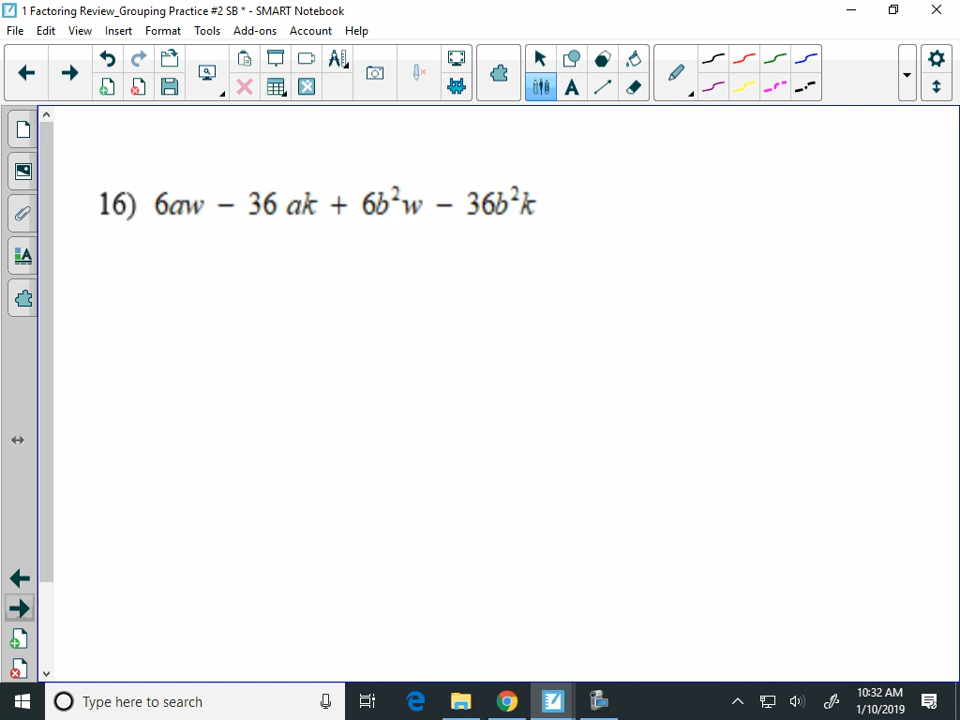 1 Factoring Review_Grouping Practice #2 SB * - SMART Notebook
File Edit View Insert Format Tools Add-ons Account Help
16) 6aw − 36 ak + 6b²w − 36b²k
Type here to search
10:32 AM
1/10/2019